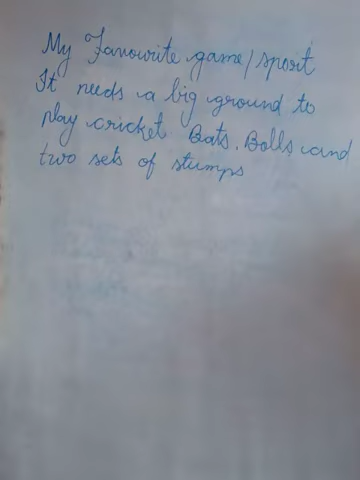 My Favourite game/sport
It needs a big ground to
play cricket Bats, Balls and
two sets of stumps